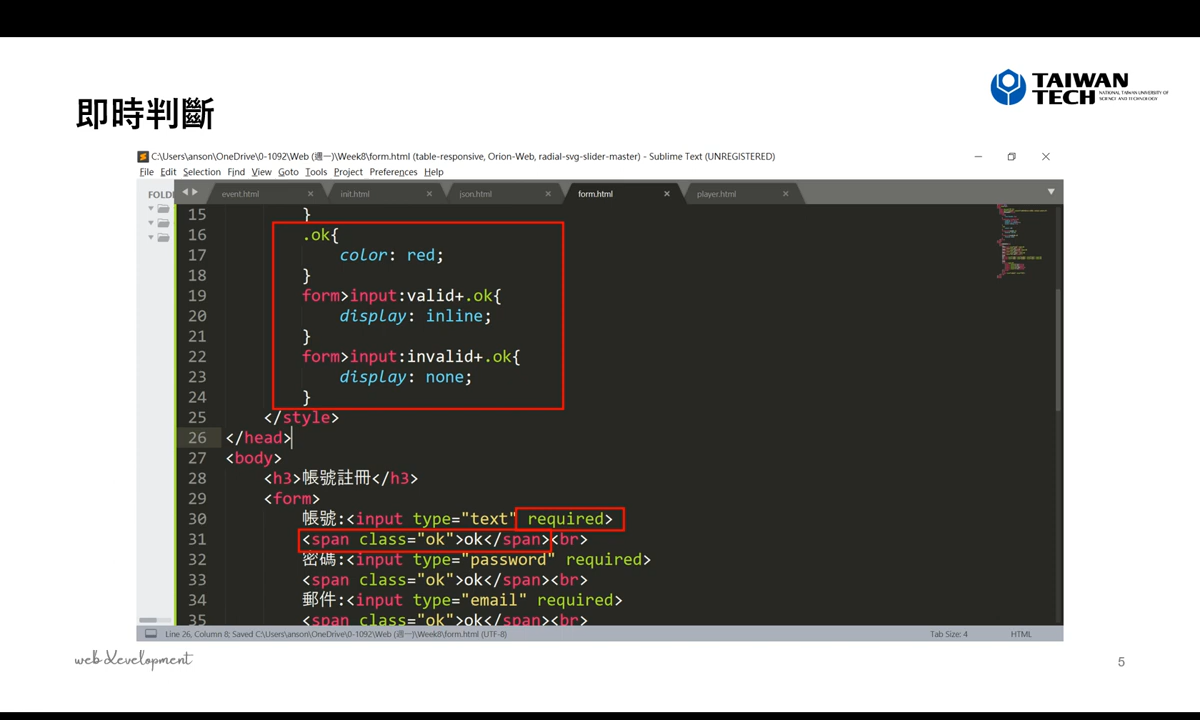 即時判斷
TAIWAN
TECH
NATIONAL TAIWAN UNIVERSITY OF
SCIENCE AND TECHNOLOGY
C:\Users\anson\OneDrive\0-1092\Web (週一)\Week8\form.html (table-responsive, Orion-Web, radial-svg-slider-master) - Sublime Text (UNREGISTERED)
File Edit Selection Find View Goto Tools Project Preferences Help
FOLD
event.html
init.html
json.html
form.html
player.html
15 }
16 .ok{
17 color: red;
18 }
19 form>input:valid+.ok{
20 display: inline;
21 }
22 form>input:invalid+.ok{
23 display: none;
24 }
25 </style>
26 </head>
27 <body>
28 <h3>帳號註冊</h3>
29 <form>
30 帳號:<input type="text" required>
31 <span class="ok">ok</span><br>
32 密碼:<input type="password" required>
33 <span class="ok">ok</span><br>
34 郵件:<input type="email" required>
35 <span class="ok">ok</span><br>
Line 26, Column 8; Saved C:\Users\anson\OneDrive\0-1092\Web (週一)\Week8\form.html (UTF-8)
Tab Size: 4
HTML
web development
5